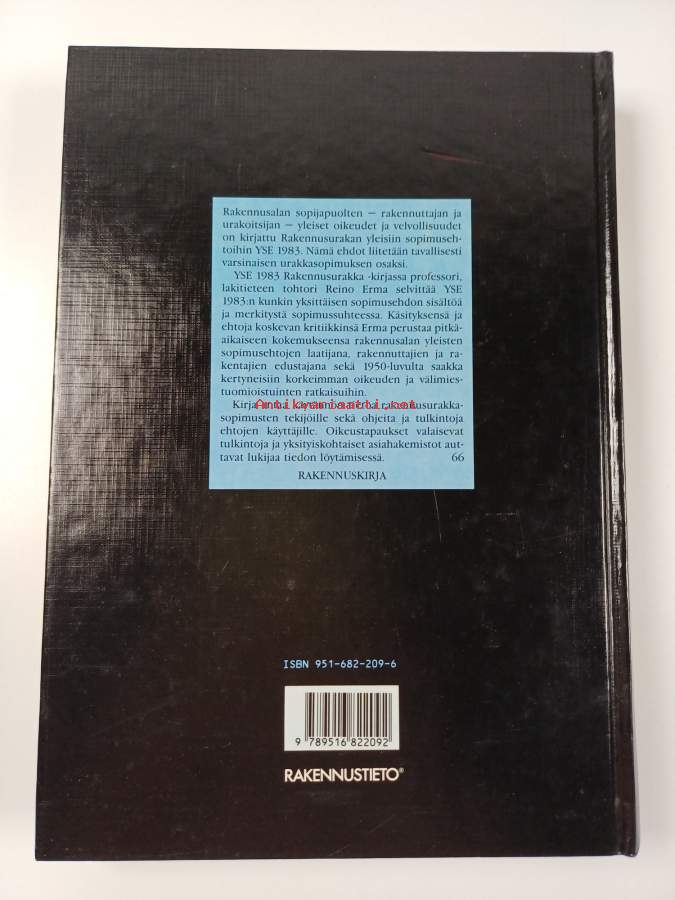 Rakennusalan sopijapuolten — rakennuttajan ja
urakoitsijan — yleiset oikeudet ja velvollisuudet
on kirjattu Rakennusurakan yleisiin sopimuseh-
toihin YSE 1983. Nämä ehdot liitetään tavallisesti
varsinaisen urakkasopimuksen osaksi.
YSE 1983 Rakennusurakka -kirjassa professori,
lakitieteen tohtori Reino Erma selvittää YSE
1983:n kunkin yksittäisen sopimusehdon sisältöä
ja merkitystä sopimussuhteessa. Käsityksensä ja
ehtoja koskevan kritiikkinsä Erma perustaa pitkä-
aikaiseen kokemukseensa rakennusalan yleisten
sopimusehtojen laatijana, rakennuttajien ja ra-
kentajien edustajana sekä 1950-luvulta saakka
kertyneisiin korkeimman oikeuden ja välimies-
tuomioistuinten ratkaisuihin.
Antikvariaatti.net
Kirja antaa rakennusurakka-
sopimusten tekijöille sekä ohjeita ja tulkintoja
ehtojen käyttäjille. Oikeustapaukset valaisevat
tulkintoja ja yksityiskohtaiset asiahakemistot aut-
tavat lukijaa tiedon löytämisessä. 66
RAKENNUSKIRJA
ISBN 951-682-209-6
9 789516 822092
RAKENNUSTIETO®